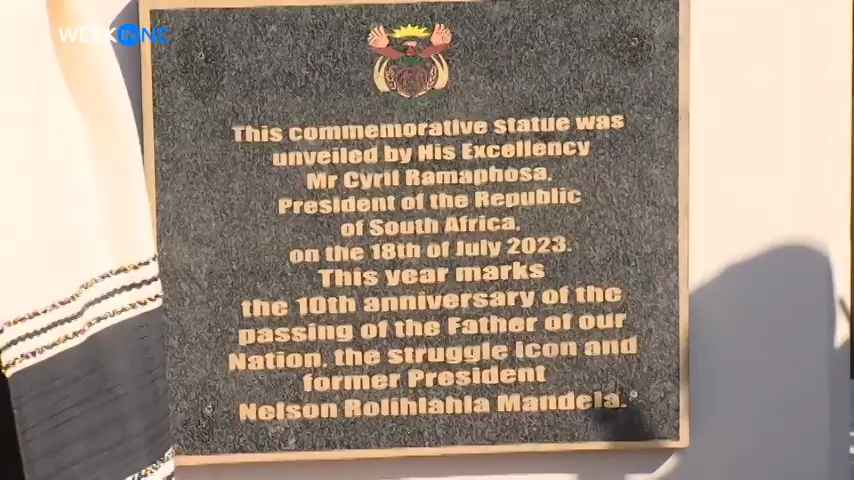 WEEKINONE
This commemorative Statue was
unveiled by His Excellency
Mr Cyril Ramaphosa,
President of the Republic
of South Africa,
on the 18th of July 2023.
This year marks
the 10th anniversary of the
passing of the Father of our
Nation, the struggle icon and
former President
Nelson Rolihlahla Mandela.